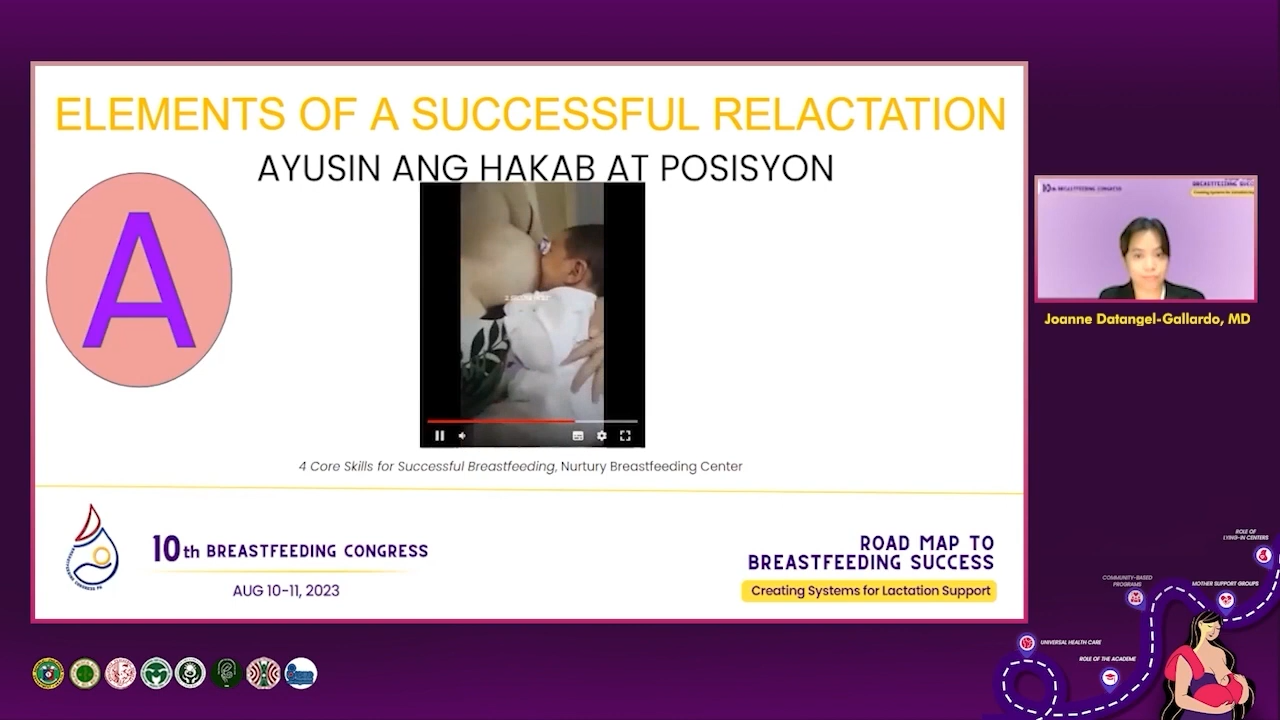 ELEMENTS OF A SUCCESSFUL RELACTATION
AYUSIN ANG HAKAB AT POSISYON
A
4 Core Skills for Successful Breastfeeding, Nurtury Breastfeeding Center
10th BREASTFEEDING CONGRESS
AUG 10-11, 2023
ROAD MAP TO
BREASTFEEDING SUCCESS
Creating Systems for Lactation Support
10th BREASTFEEDING CONGRESS
Joanne Datangel-Gallardo, MD
ROLE OF
LYING-IN CENTERS
COMMUNITY-BASED
PROGRAMS
MOTHER SUPPORT GROUPS
UNIVERSAL HEALTH CARE
ROLE OF THE ACADEME